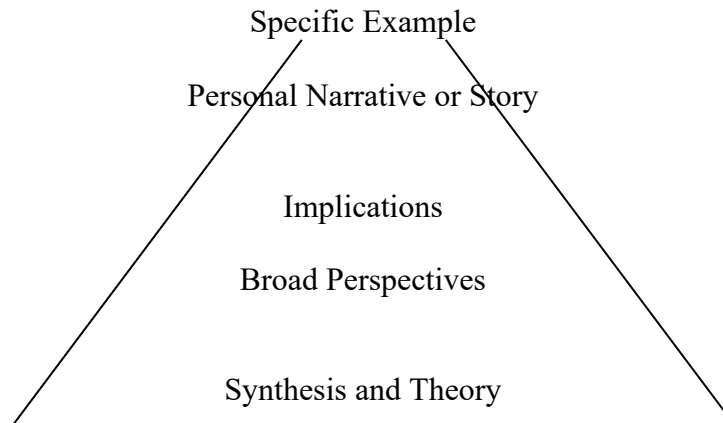 Specific Example
Personal Narrative or Story
Implications
Broad Perspectives
Synthesis and Theory